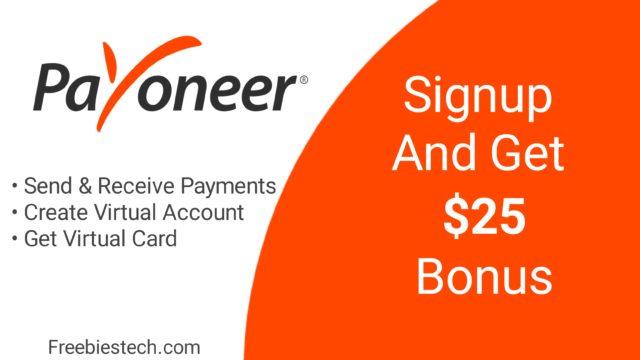 Payoneer®
• Send & Receive Payments
• Create Virtual Account
• Get Virtual Card
Freebiestech.com
Signup
And Get
$25
Bonus